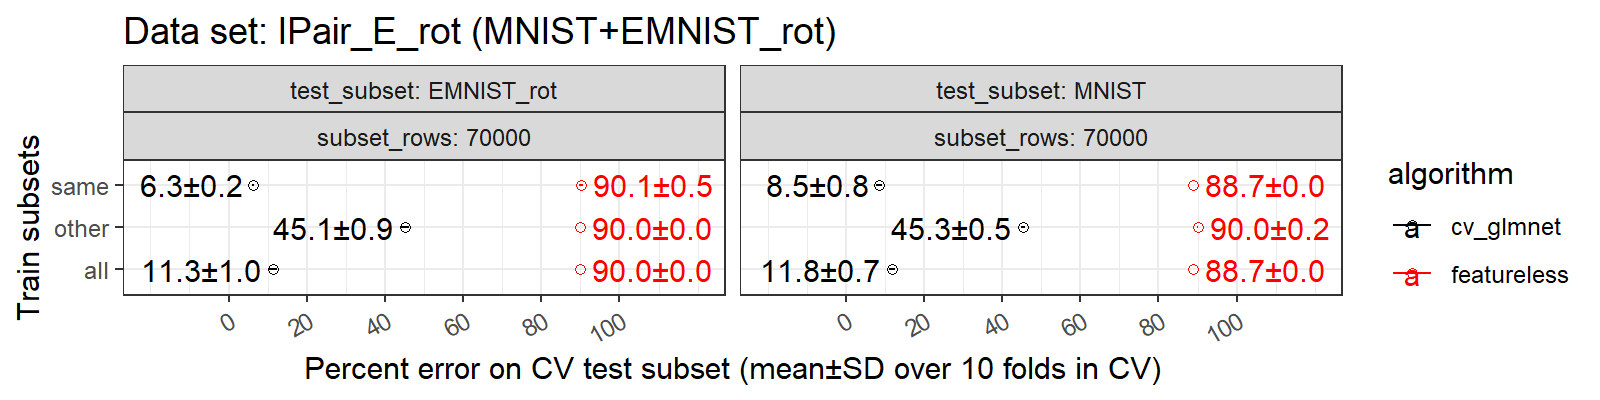 Data set: IPair_E_rot (MNIST+EMNIST_rot)
test_subset: EMNIST_rot
test_subset: MNIST
subset_rows: 70000
subset_rows: 70000
Train subsets
same
6.3±0.2
90.1±0.5
8.5±0.8
88.7±0.0
other
45.1±0.9
90.0±0.0
45.3±0.5
90.0±0.2
all
11.3±1.0
90.0±0.0
11.8±0.7
88.7±0.0
0
20
40
60
80
100
0
20
40
60
80
100
Percent error on CV test subset (mean±SD over 10 folds in CV)
algorithm
a cv_glmnet
a featureless